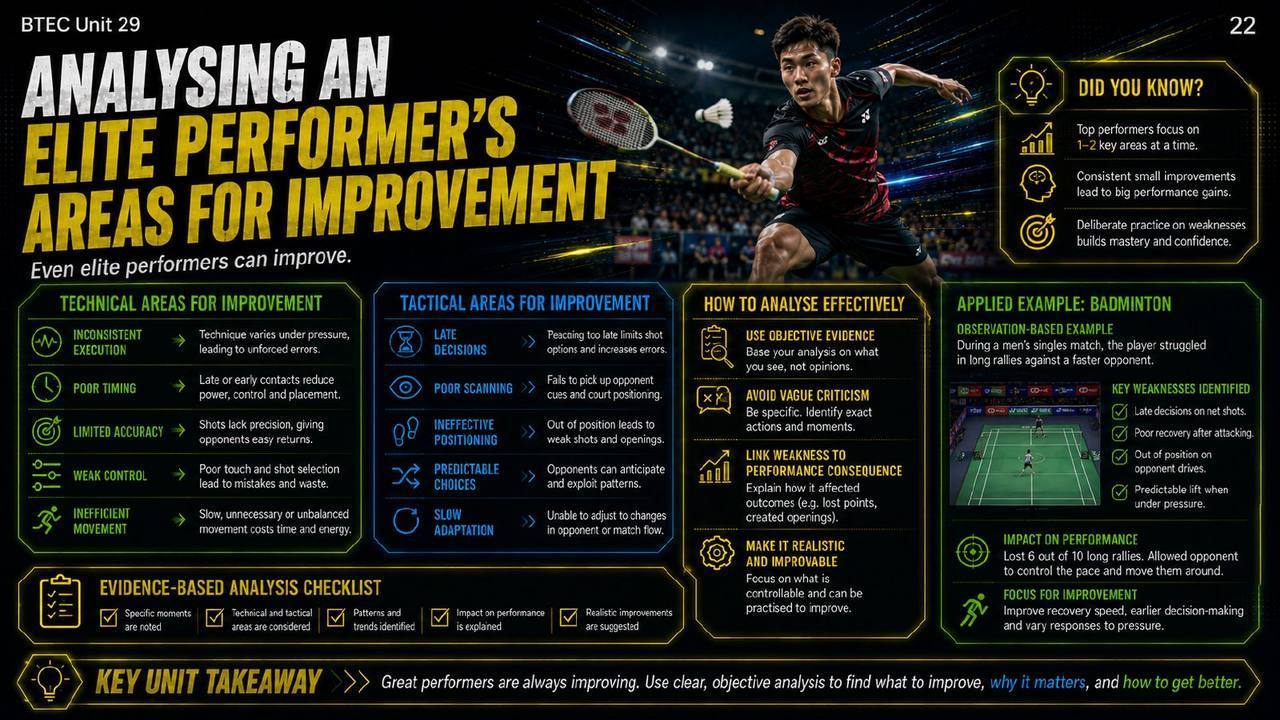 BTEC Unit 29
22
ANALYSING AN
ELITE PERFORMER'S
AREAS FOR IMPROVEMENT
Even elite performers can improve.
DID YOU KNOW?
Top performers focus on
1–2 key areas at a time.
Consistent small improvements
lead to big performance gains.
Deliberate practice on weaknesses
builds mastery and confidence.
TECHNICAL AREAS FOR IMPROVEMENT
INCONSISTENT
EXECUTION
Technique varies under pressure,
leading to unforced errors.
POOR TIMING
Late or early contacts reduce
power, control and placement.
LIMITED ACCURACY
Shots lack precision, giving
opponents easy returns.
WEAK CONTROL
Poor touch and shot selection
lead to mistakes and waste.
INEFFICIENT
MOVEMENT
Slow, unnecessary or unbalanced
movement costs time and energy.
TACTICAL AREAS FOR IMPROVEMENT
LATE
DECISIONS
Reacting too late limits shot
options and increases errors.
POOR SCANNING
Fails to pick up opponent
cues and court positioning.
INEFFECTIVE
POSITIONING
Out of position leads to
weak shots and openings.
PREDICTABLE
CHOICES
Opponents can anticipate
and exploit patterns.
SLOW
ADAPTATION
Unable to adjust to changes
in opponent or match flow.
HOW TO ANALYSE EFFECTIVELY
USE OBJECTIVE EVIDENCE
Base your analysis on what
you see, not opinions.
AVOID VAGUE CRITICISM
Be specific. Identify exact
actions and moments.
LINK WEAKNESS TO
PERFORMANCE CONSEQUENCE
Explain how it affected
outcomes (e.g. lost points,
created openings).
MAKE IT REALISTIC
AND IMPROVABLE
Focus on what is
controllable and can be
practised to improve.
APPLIED EXAMPLE: BADMINTON
OBSERVATION-BASED EXAMPLE
During a men's singles match, the player struggled
in long rallies against a faster opponent.
KEY WEAKNESSES IDENTIFIED
Late decisions on net shots.
Poor recovery after attacking.
Out of position on
opponent drives.
Predictable lift when
under pressure.
IMPACT ON PERFORMANCE
Lost 6 out of 10 long rallies. Allowed opponent
to control the pace and move them around.
FOCUS FOR IMPROVEMENT
Improve recovery speed, earlier decision-making
and vary responses to pressure.
EVIDENCE-BASED ANALYSIS CHECKLIST
Specific moments
are noted
Technical and tactical
areas are considered
Patterns and
trends identified
Impact on performance
is explained
Realistic improvements
are suggested
KEY UNIT TAKEAWAY
Great performers are always improving. Use clear, objective analysis to find what to improve, why it matters, and how to get better.